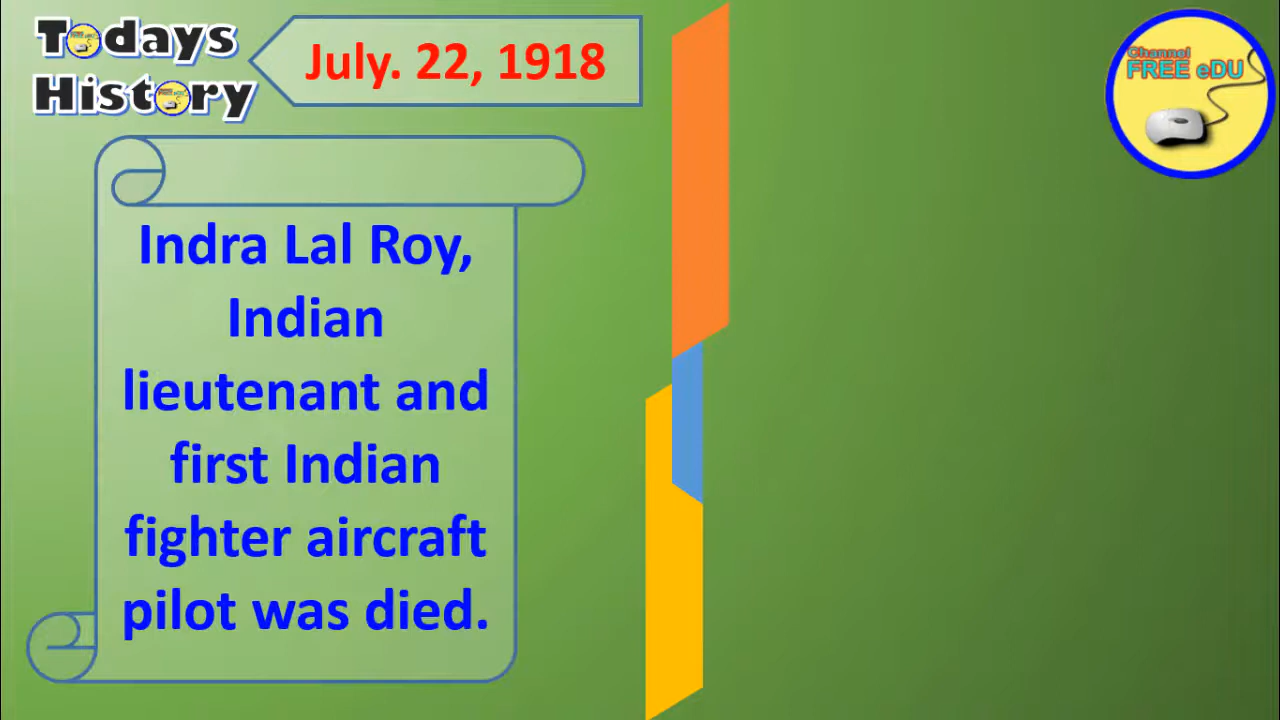 Todays
History
July. 22, 1918
Channel
FREE eDU
Indra Lal Roy,
Indian
lieutenant and
first Indian
fighter aircraft
pilot was died.